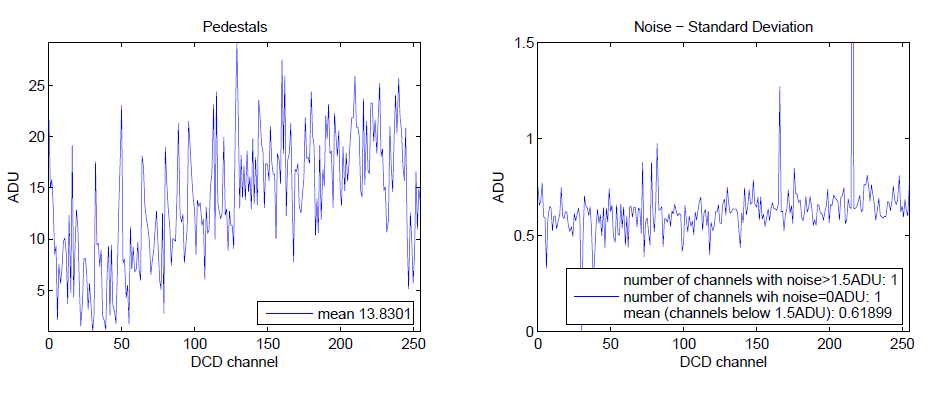 Pedestals
ADU
25
20
15
10
5
0
50
100
150
200
250
DCD channel
mean 13.8301
Noise − Standard Deviation
ADU
1.5
1
0.5
0
0
50
100
150
200
250
DCD channel
number of channels with noise>1.5ADU: 1
number of channels wih noise=0ADU: 1
mean (channels below 1.5ADU): 0.61899